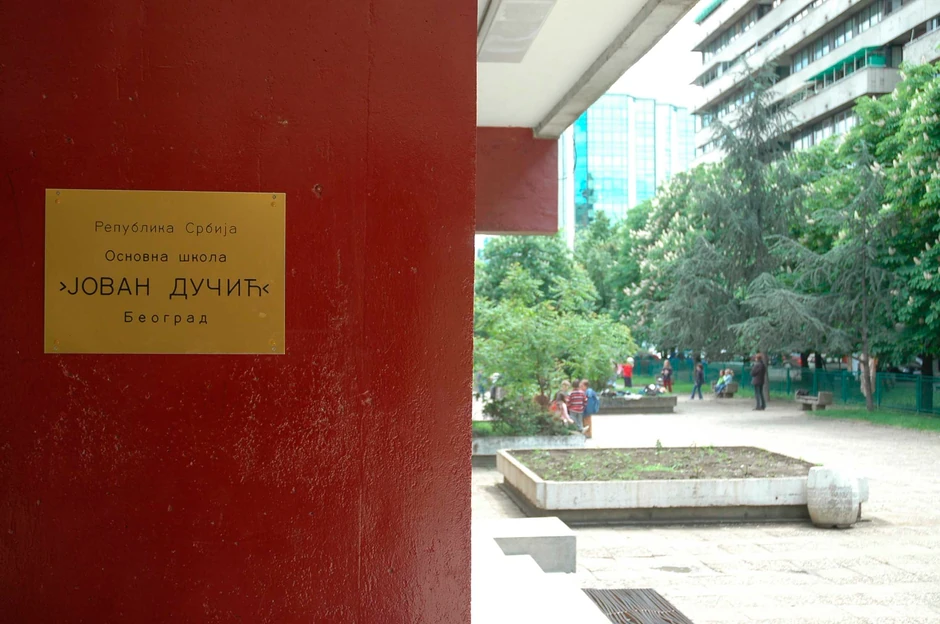 Република Србија
Основна школа
›ЈОВАН ДУЧИЋ‹
Београд